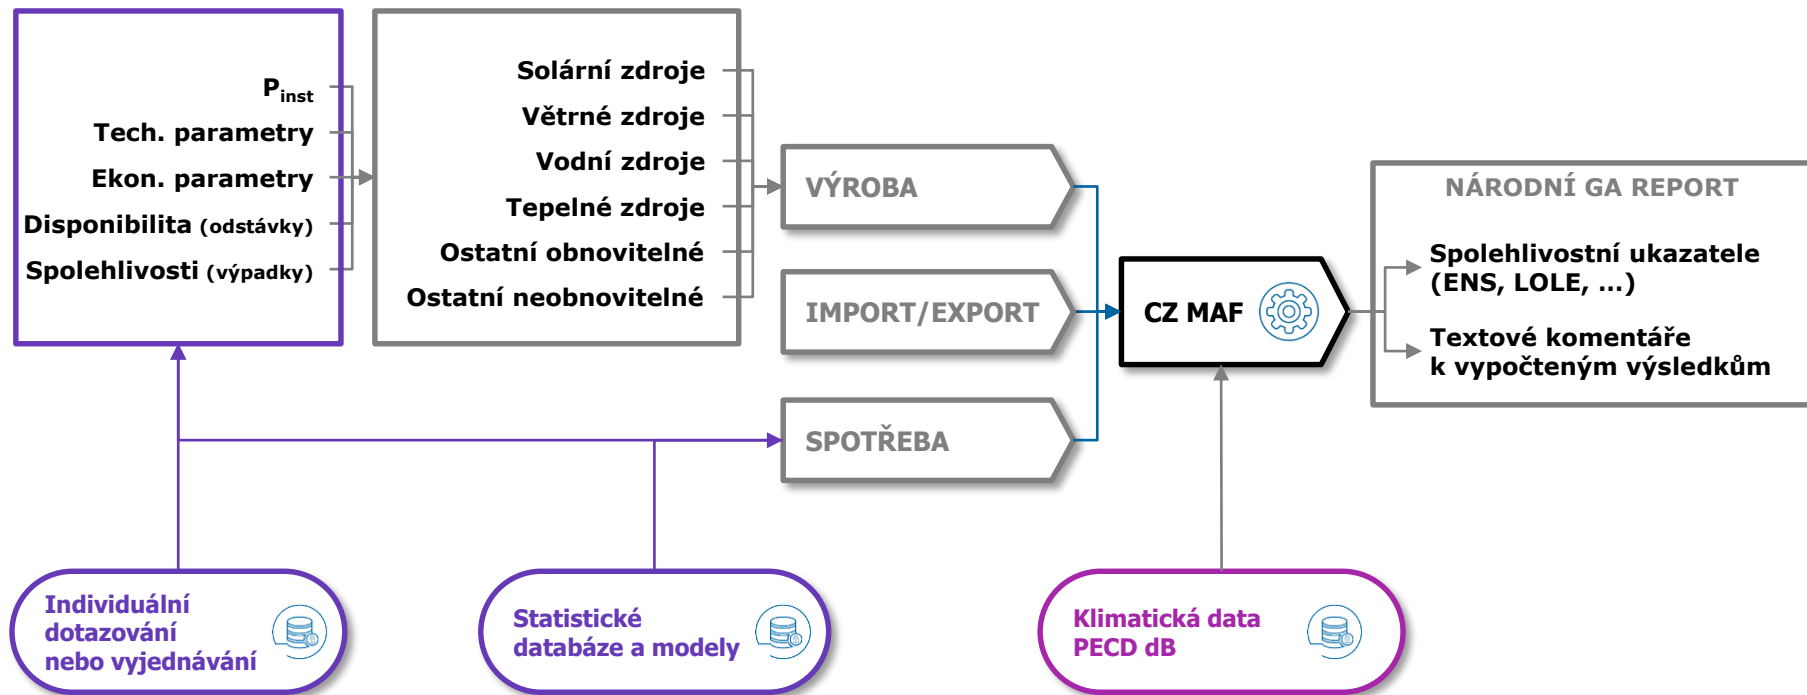 P inst
Tech. parametry
Ekon. parametry
Disponibilita (odstávky)
Spolehlivosti (výpadky)
Solární zdroje
Větrné zdroje
Vodní zdroje
Tepelné zdroje
Ostatní obnovitelné
Ostatní neobnovitelné
VÝROBA
IMPORT/EXPORT
SPOTŘEBA
CZ MAF
NÁRODNÍ GA REPORT
Spolehlivostní ukazatele
(ENS, LOLE, ...)
Textové komentáře
k vypočteným výsledkům
Individuální
dotazování
nebo vyjednávání
Statistické
databáze a modely
Klimatická data
PECD dB